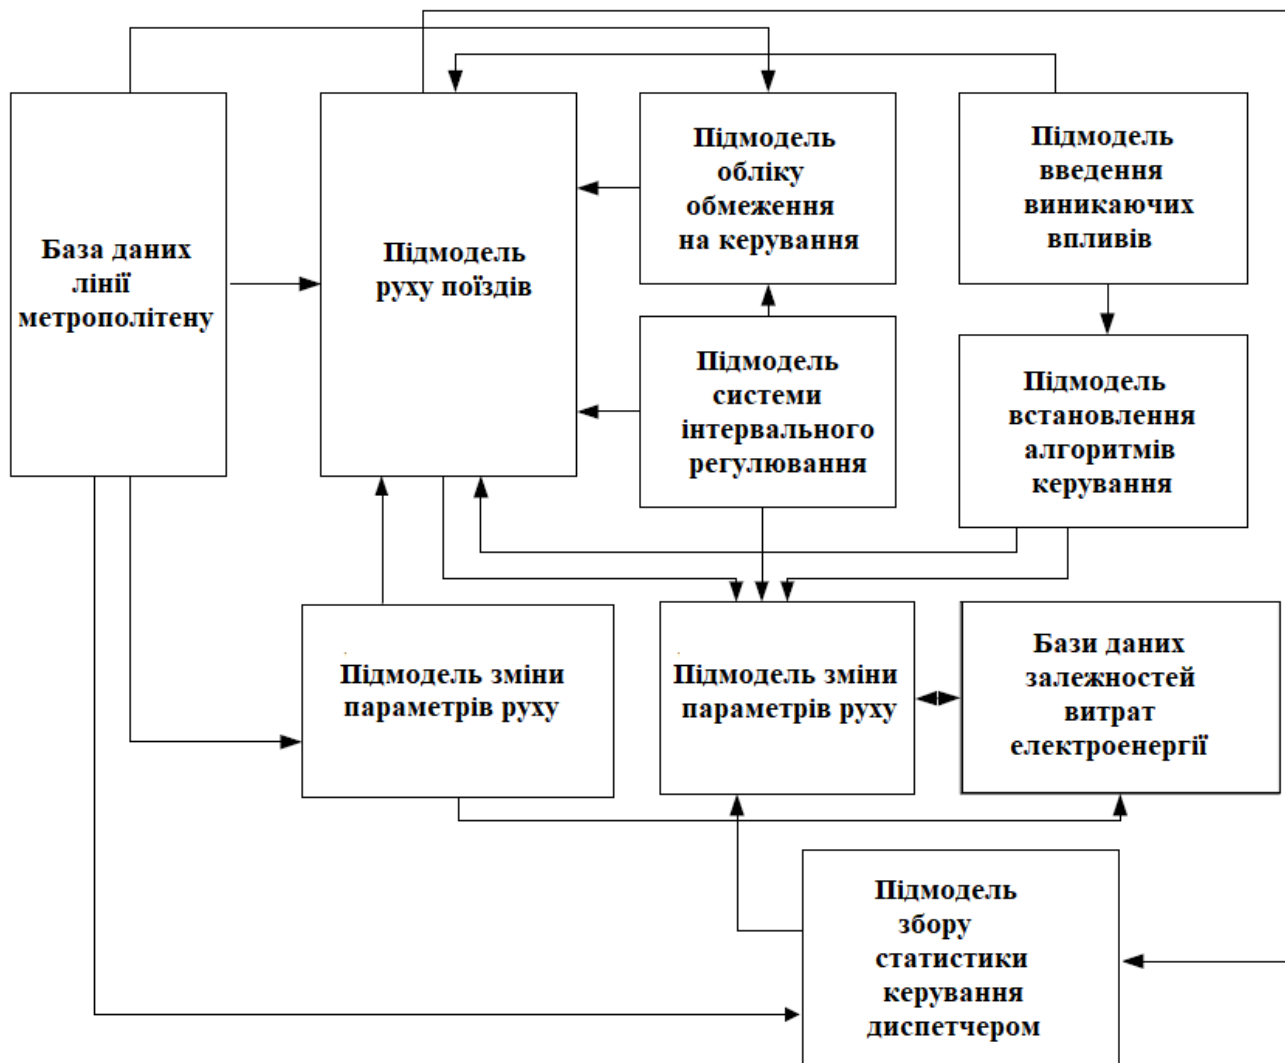 База даних
лінії
метрополітену
Підмодель
руху поїздів
Підмодель
обліку
обмеження
на керування
Підмодель
введення
виникаючих
впливів
Підмодель
системи
інтервального
регулювання
Підмодель
встановлення
алгоритмів
керування
Підмодель зміни
параметрів руху
Підмодель зміни
параметрів руху
Бази даних
залежностей
витрат
електроенергії
Підмодель
збору
статистики
керування
диспетчером